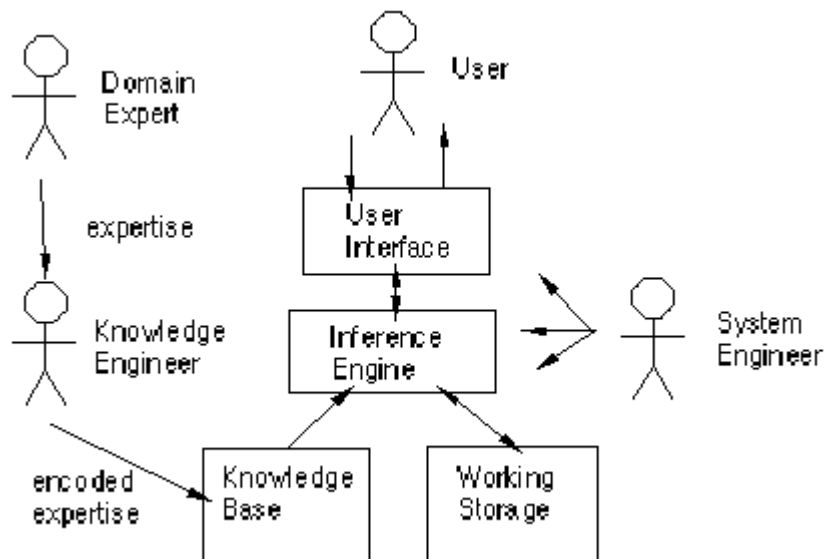 Domain
Expert
User
expertise
User
Interface
Knowledge
Engineer
Inference
Engine
System
Engineer
encoded
expertise
Knowledge
Base
Working
Storage